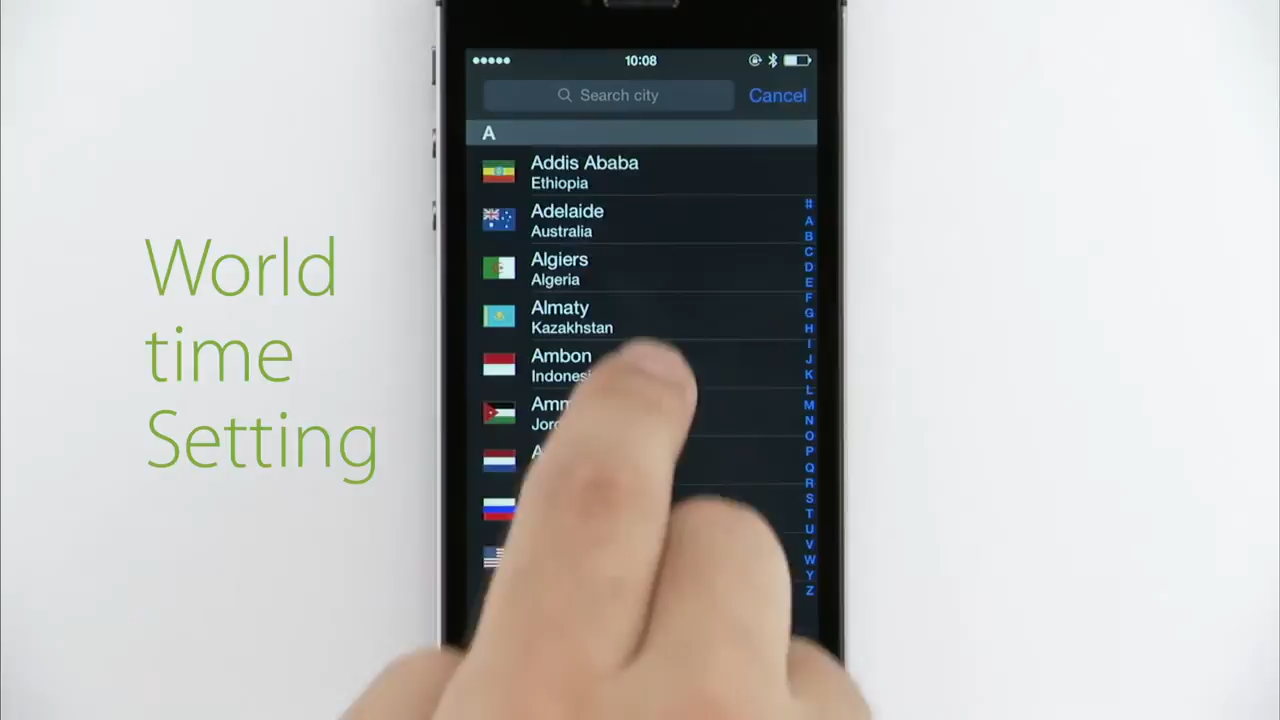 World
time
Setting
10:08
Search city
Cancel
A
Addis Ababa
Ethiopia
Adelaide
Australia
Algiers
Algeria
Almaty
Kazakhstan
Ambon
#
A
B
C
D
E
F
G
H
I
J
K
L
M
N
O
P
Q
R
S
T
U
V
W
Y
Z